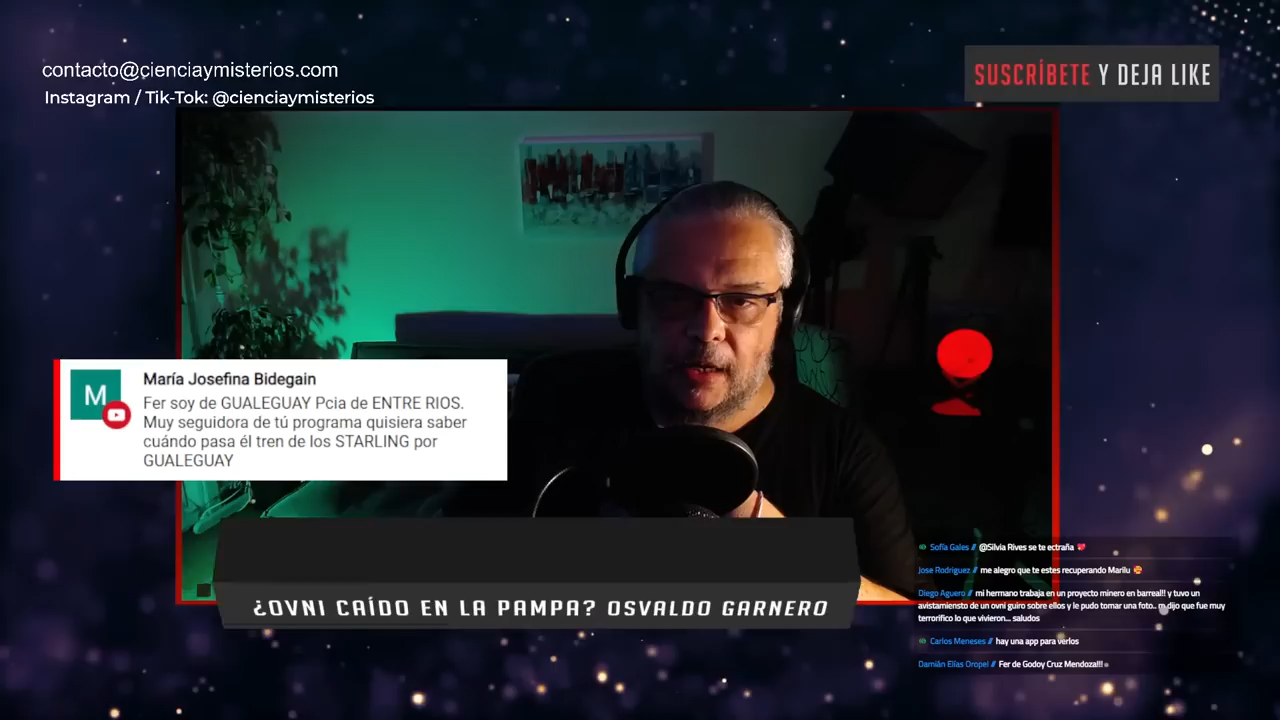 contacto@cienciaymisterios.com
Instagram / Tik-Tok: @cienciaymisterios
SUSCRÍBETE Y DEJA LIKE
M
María Josefina Bidegain
Fer soy de GUALEGUAY Pcia de ENTRE RIOS.
Muy seguidora de tú programa quisiera saber
cuándo pasa él tren de los STARLING por
GUALEGUAY
¿OVNI CAÍDO EN LA PAMPA? OSVALDO GARNERO
Sofía Gales // @Silvia Rives se te ectraña
Jose Rodriguez // me alegro que te estes recuperando Marilu
Diego Aguero // mi hermano trabaja en un proyecto minero en barreal!! y tuvo un
avistamiensto de un ovni guiro sobre ellos y le pudo tomar una foto.. m dijo que fue muy
terrorifico lo que vivieron... saludos
Carlos Meneses // hay una app para verlos
Damián Elías Oropel // Fer de Godoy Cruz Mendoza!!!